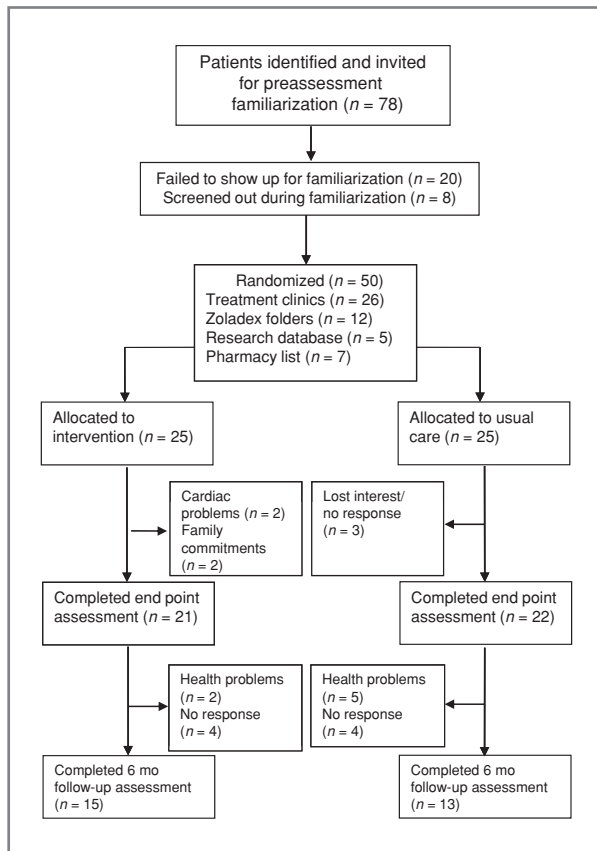 Patients identified and invited
for preassessment
familiarization (n = 78)
Failed to show up for familiarization (n = 20)
Screened out during familiarization (n = 8)
Randomized (n = 50)
Treatment clinics (n = 26)
Zoladex folders (n = 12)
Research database (n = 5)
Pharmacy list (n = 7)
Allocated to
intervention (n = 25)
Allocated to usual
care (n = 25)
Cardiac
problems (n = 2)
Family
commitments
(n = 2)
Lost interest/
no response
(n = 3)
Completed end point
assessment (n = 21)
Completed end point
assessment (n = 22)
Health problems
(n = 2)
No response
(n = 4)
Health problems
(n = 5)
No response
(n = 4)
Completed 6 mo
follow-up assessment
(n = 15)
Completed 6 mo
follow-up assessment
(n = 13)